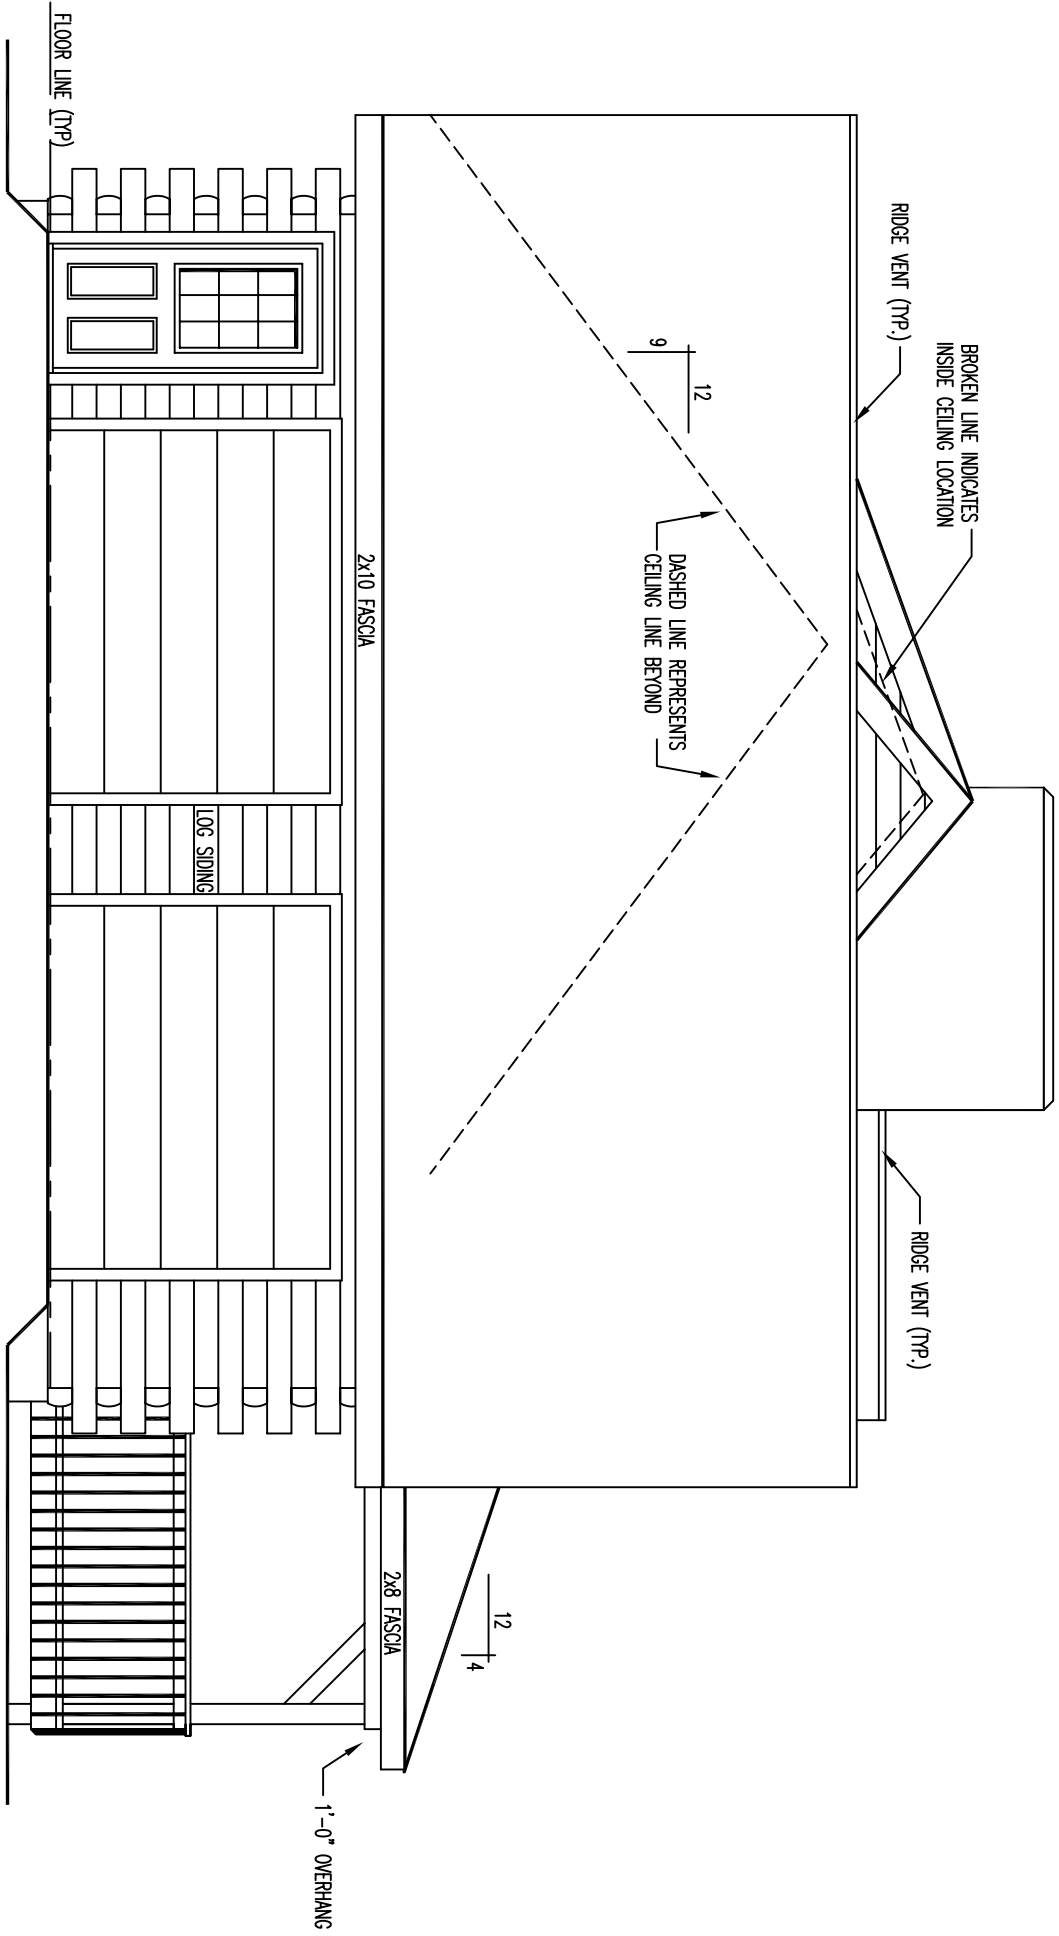 RIDGE VENT (TYP.)
BROKEN LINE INDICATES
INSIDE CEILING LOCATION
RIDGE VENT (TYP.)
12
9
DASHED LINE REPRESENTS
CEILING LINE BEYOND
12
4
2x10 FASCIA
2x8 FASCIA
1'-0" OVERHANG
LOG SIDING
FLOOR LINE (TYP)